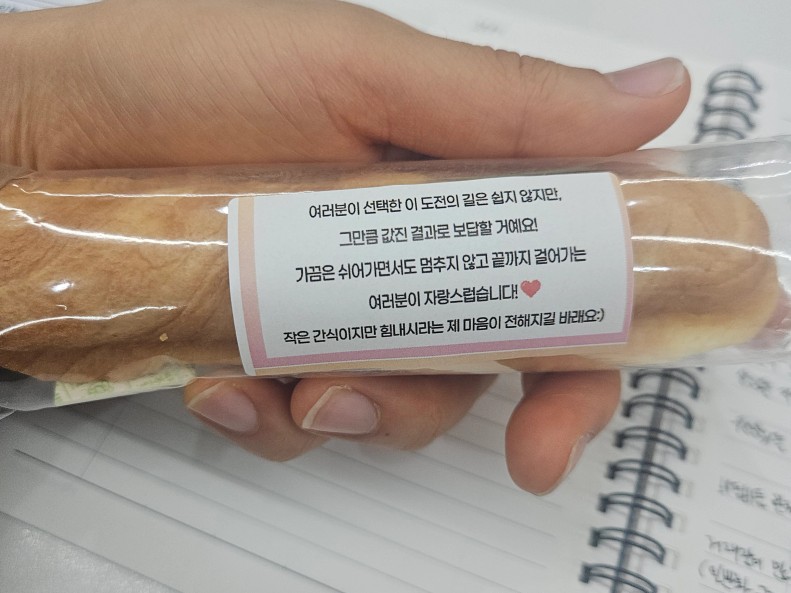 여러분이 선택한 이 도전의 길은 쉽지 않지만,
그만큼 값진 결과로 보답할 거예요!
가끔은 쉬어가면서도 멈추지 않고 끝까지 걸어가는
여러분이 자랑스럽습니다!❤
작은 간식이지만 힘내시라는 제 마음이 전해지길 바래요:)